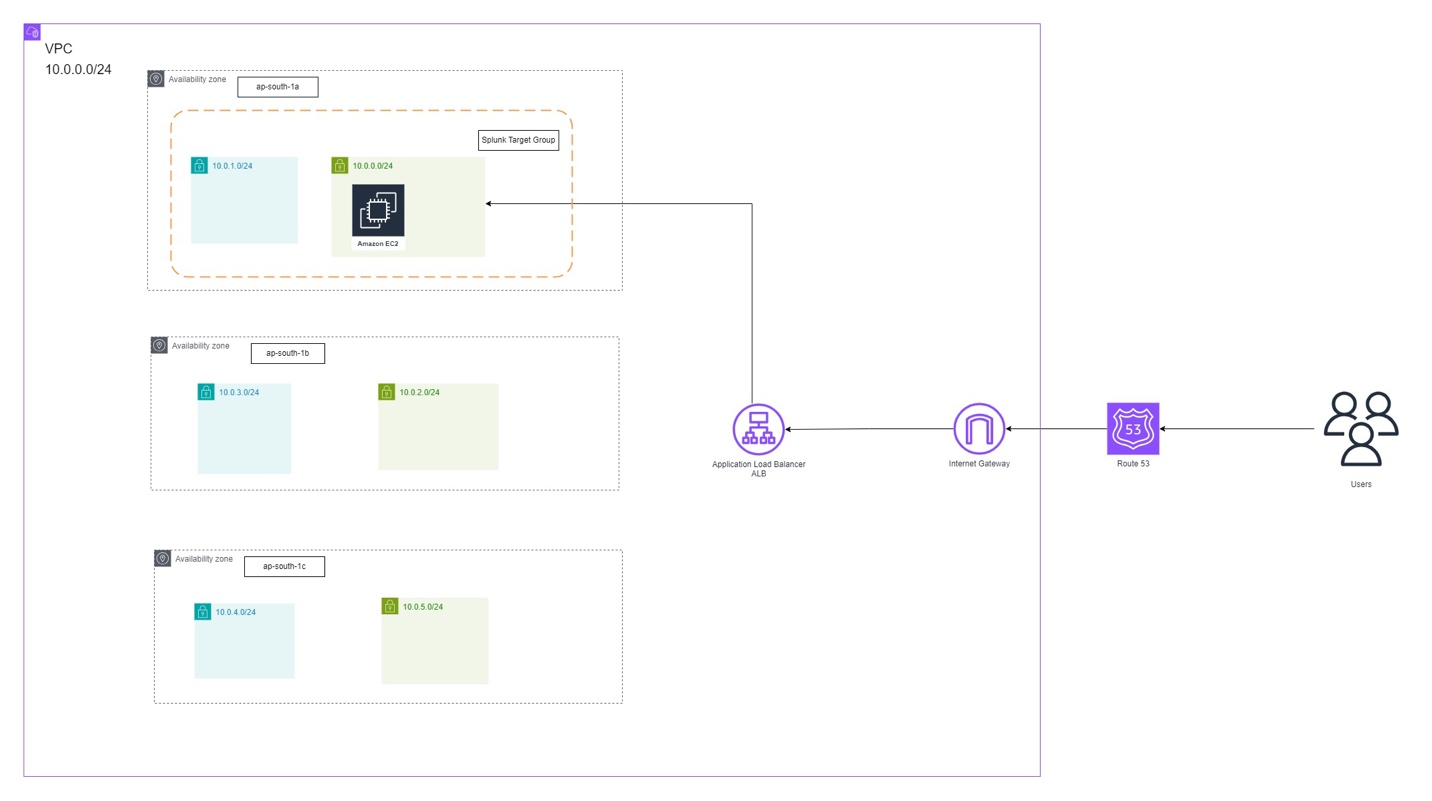 VPC
10.0.0.0/24
Availability zone
ap-south-1a
Splunk Target Group
10.0.1.0/24
10.0.0.0/24
Amazon EC2
Availability zone
ap-south-1b
10.0.3.0/24
10.0.2.0/24
Application Load Balancer
ALB
Internet Gateway
53
Route 53
Users
Availability zone
ap-south-1c
10.0.4.0/24
10.0.5.0/24